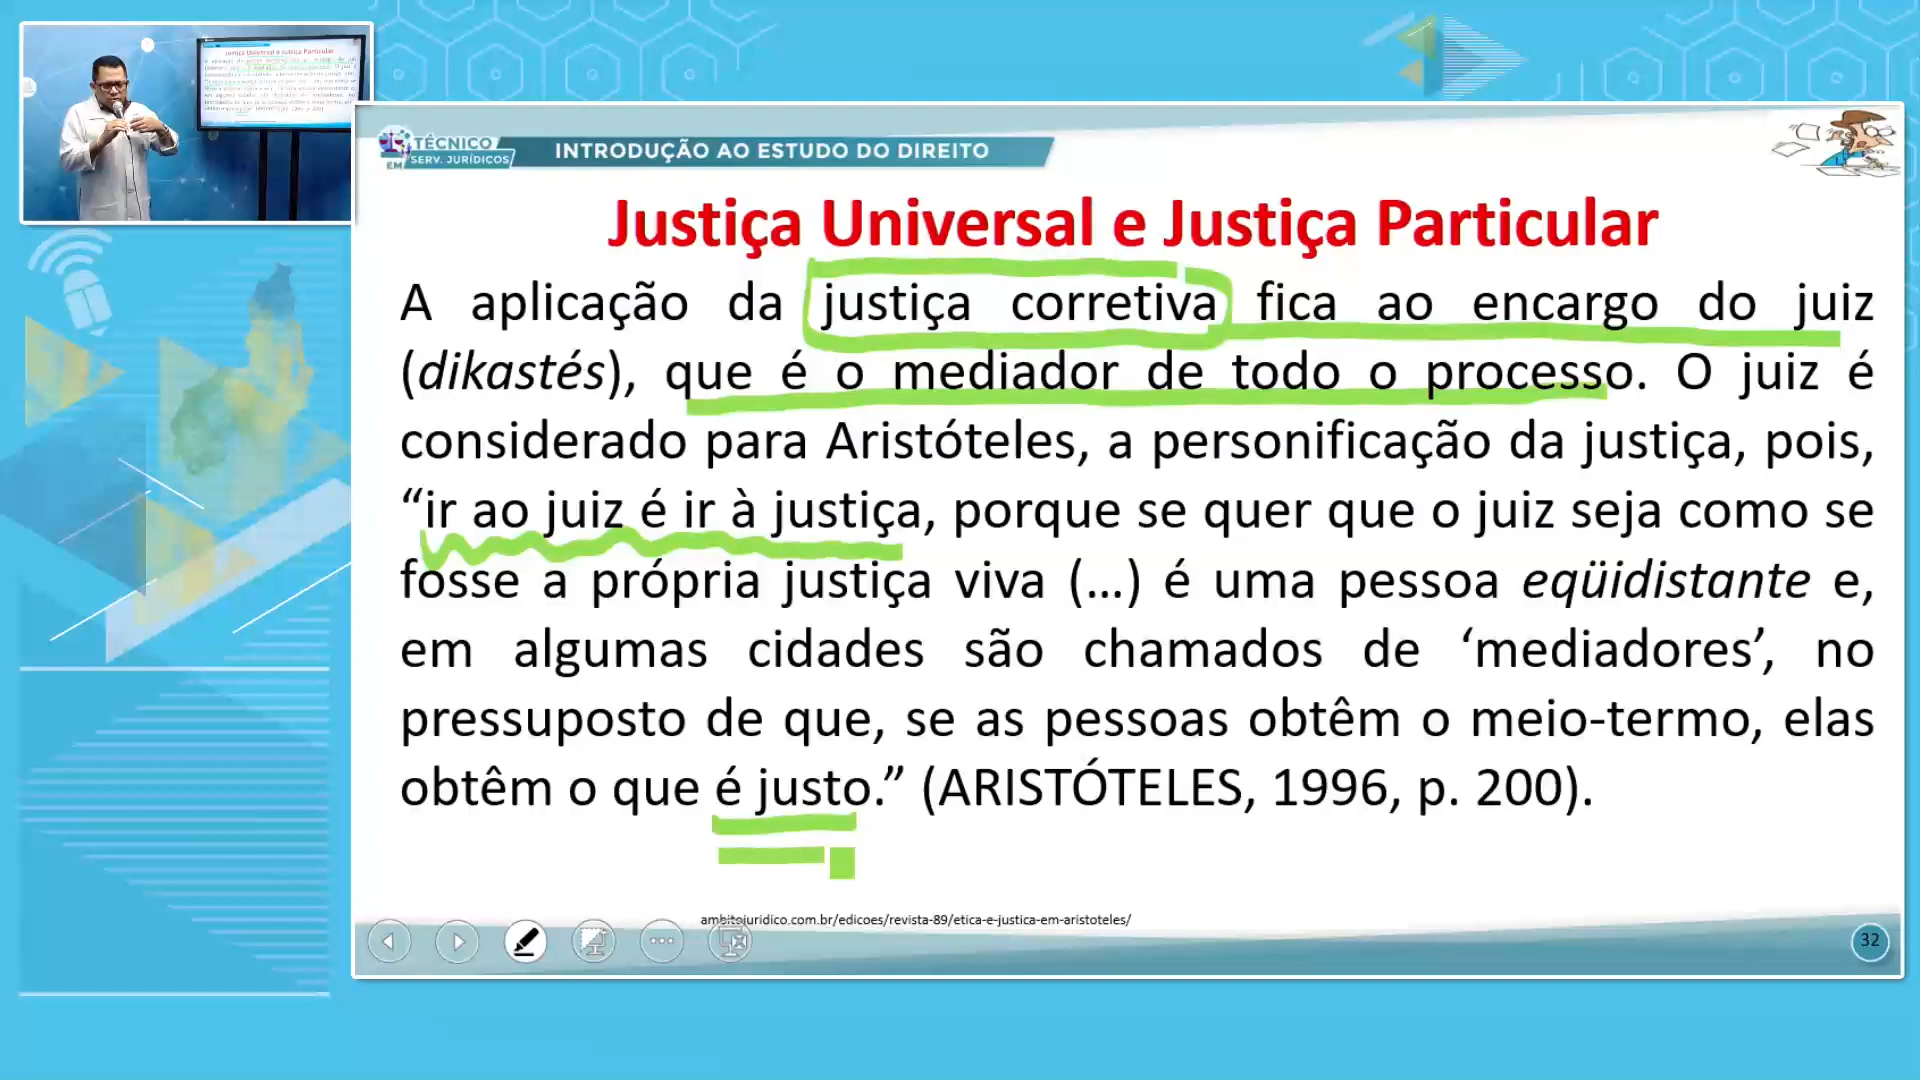 TÉCNICO
EM SERV. JURÍDICOS
INTRODUÇÃO AO ESTUDO DO DIREITO
Justiça Universal e Justiça Particular
A aplicação da justiça corretiva fica ao encargo do juiz
(dikastés), que é o mediador de todo o processo. O juiz é
considerado para Aristóteles, a personificação da justiça, pois,
“ir ao juiz é ir à justiça, porque se quer que o juiz seja como se
fosse a própria justiça viva (...) é uma pessoa eqüidistante e,
em algumas cidades são chamados de ‘mediadores’, no
pressuposto de que, se as pessoas obtêm o meio-termo, elas
obtêm o que é justo.” (ARISTÓTELES, 1996, p. 200).
ambitojuridico.com.br/edicoes/revista-89/etica-e-justica-em-aristoteles/
32
Justiça Universal e Justiça Particular